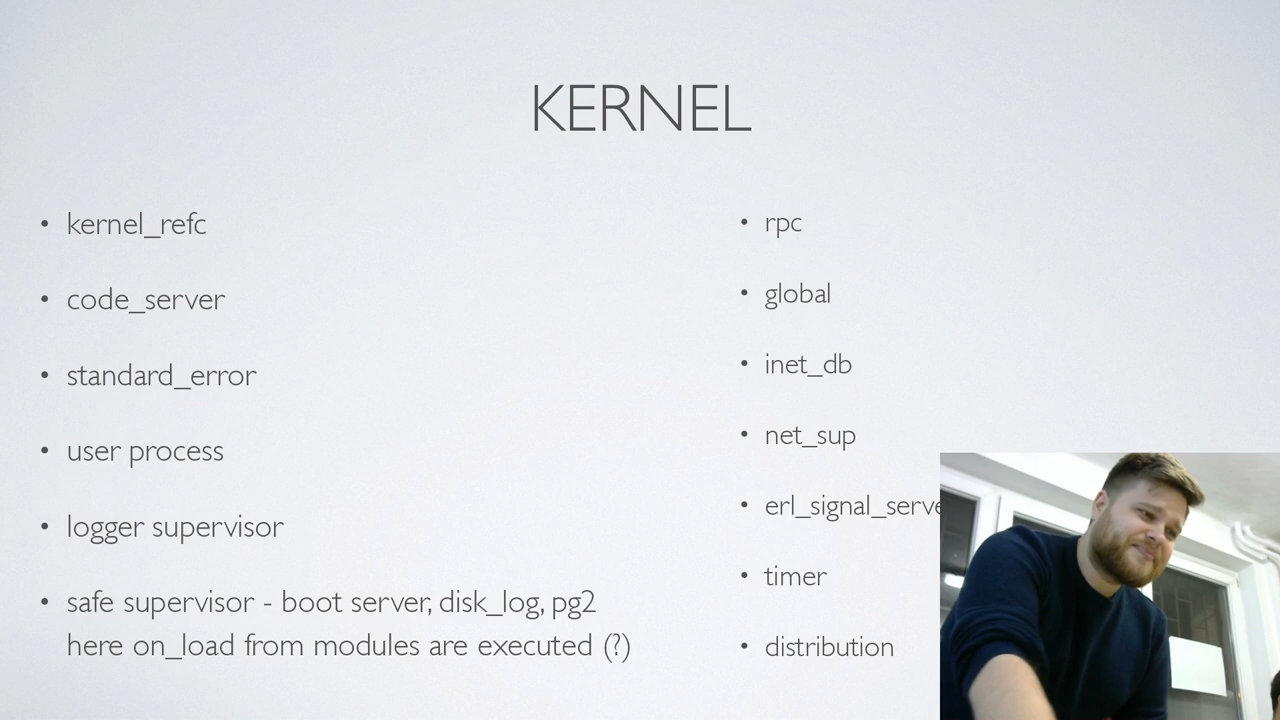 KERNEL
• kernel_refc
• code_server
• standard_error
• user process
• logger supervisor
• safe supervisor - boot server, disk_log, pg2
here on_load from modules are executed (?)
• rpc
• global
• inet_db
• net_sup
• erl_signal_serve
• timer
• distribution